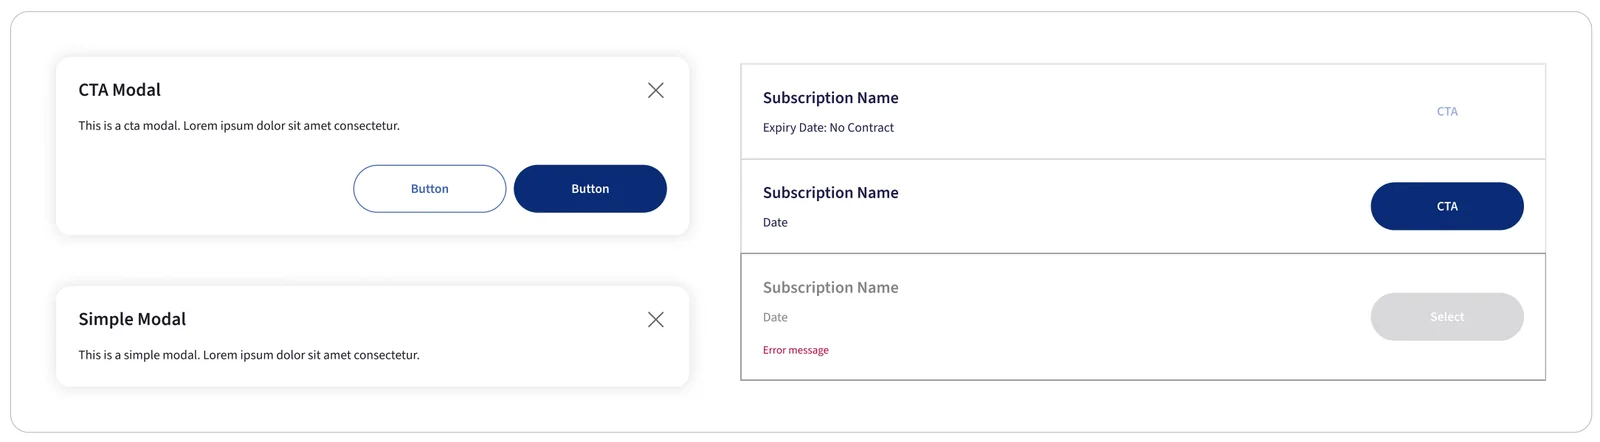 CTA Modal
This is a cta modal. Lorem ipsum dolor sit amet consectetur.
Button
Button
Simple Modal
This is a simple modal. Lorem ipsum dolor sit amet consectetur.
Subscription Name
Expiry Date: No Contract
CTA
Subscription Name
Date
CTA
Subscription Name
Date
Error message
Select